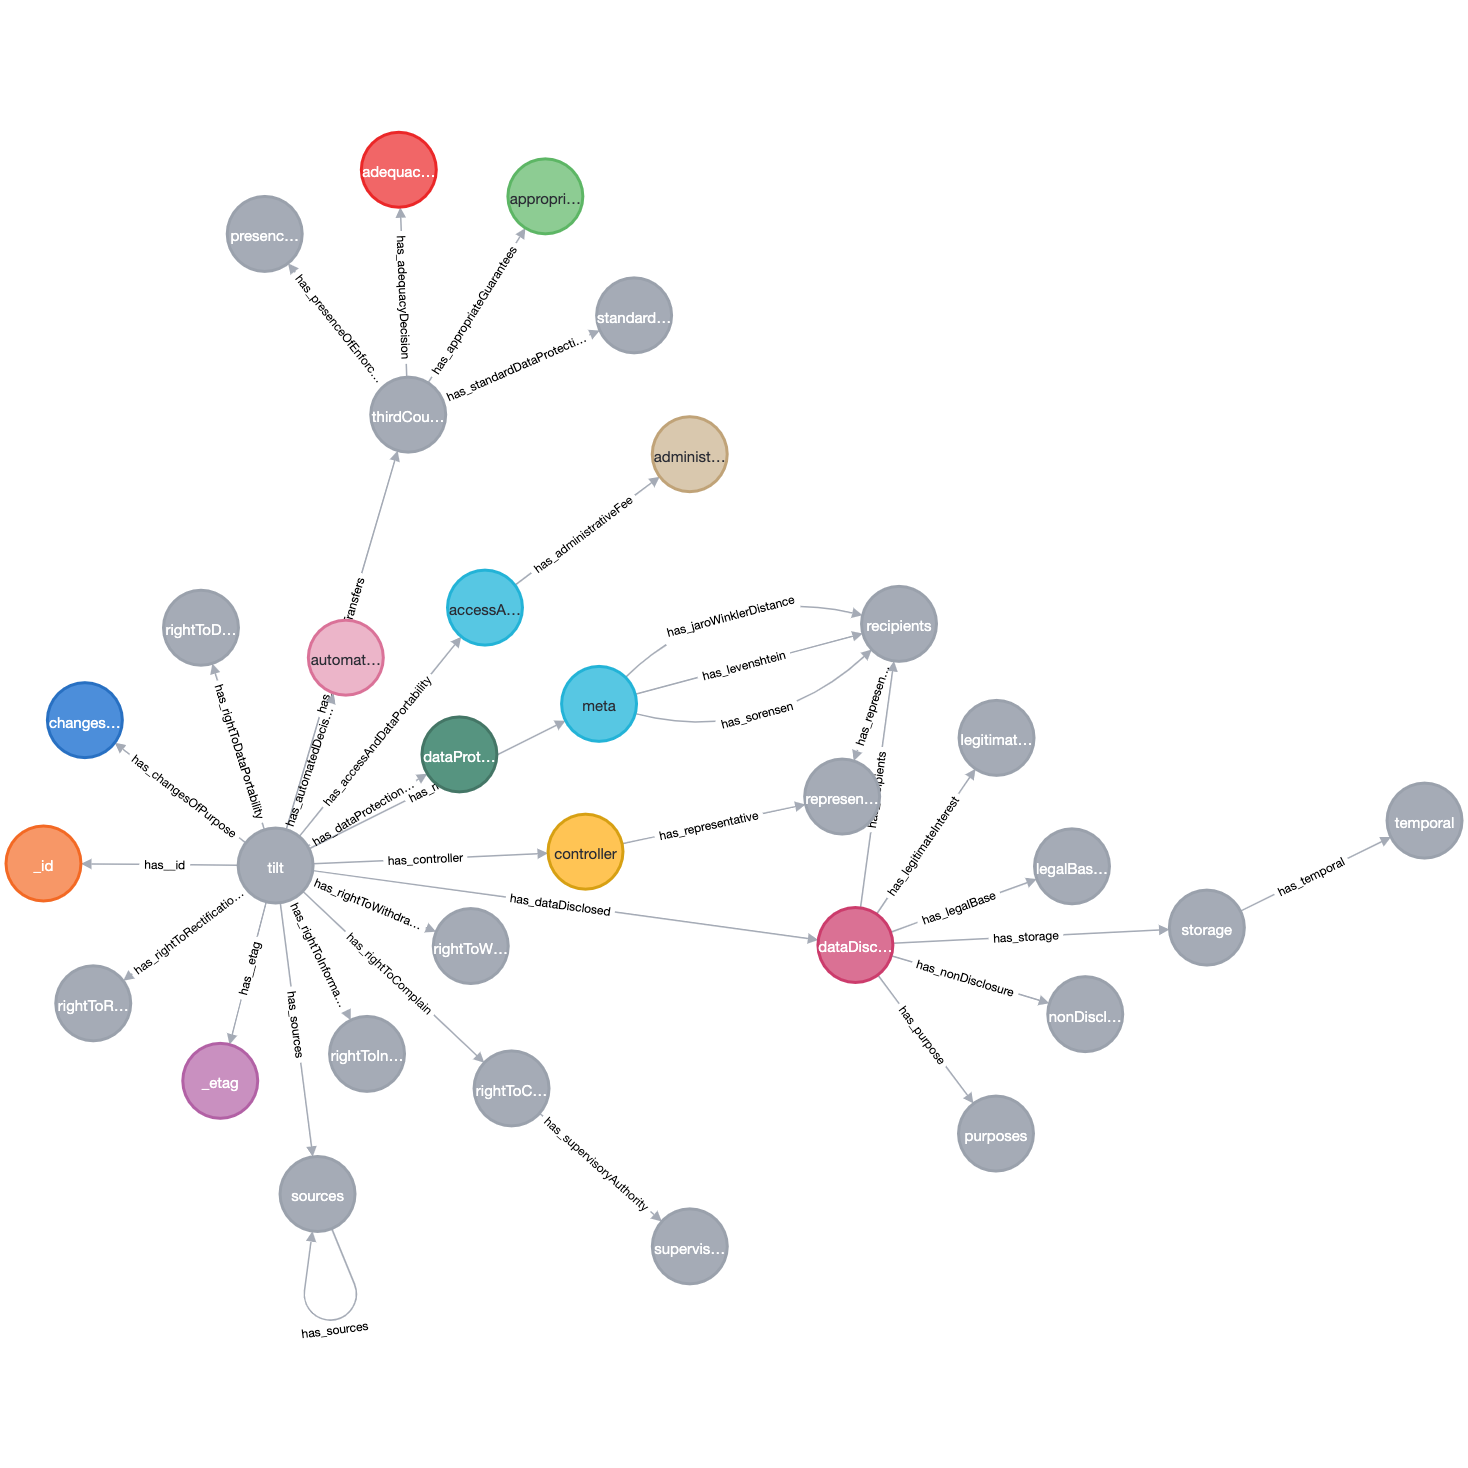 adequac...
appropri...
presenc...
has_adequacyDecision
has_appropriateGuarantees
has_presenceOfEnforc...
standard...
has_standardDataProtecti...
thirdCou...
administ...
has_administrativeFee
ransfers
accessA...
rightToD...
automat...
has_jaroWinklerDistance
recipients
has_levenshtein
has_represen...
meta
has_sorensen
changes...
has_rightToDataPortability
has
has_automatedDecis...
has_accessAndDataPortability
dataProt...
legitimat...
has_changesOfPurpose
has_dataProtection...
represen...
has_legitimateInterest
temporal
has_representative
_id
has__id
tilt
has_controller
controller
legalBas...
has_temporal
has_rightToWithdra...
has_dataDisclosed
has_legalBase
has_rightToRectificatio...
has__etag
has_rightToInforma...
has_rightToComplain
rightToW...
dataDisc...
has_storage
storage
has_nonDisclosure
rightToR...
has_sources
nonDiscl...
has_purpose
_etag
rightToIn...
rightToC...
purposes
has_supervisoryAuthority
sources
supervis...
has_sources